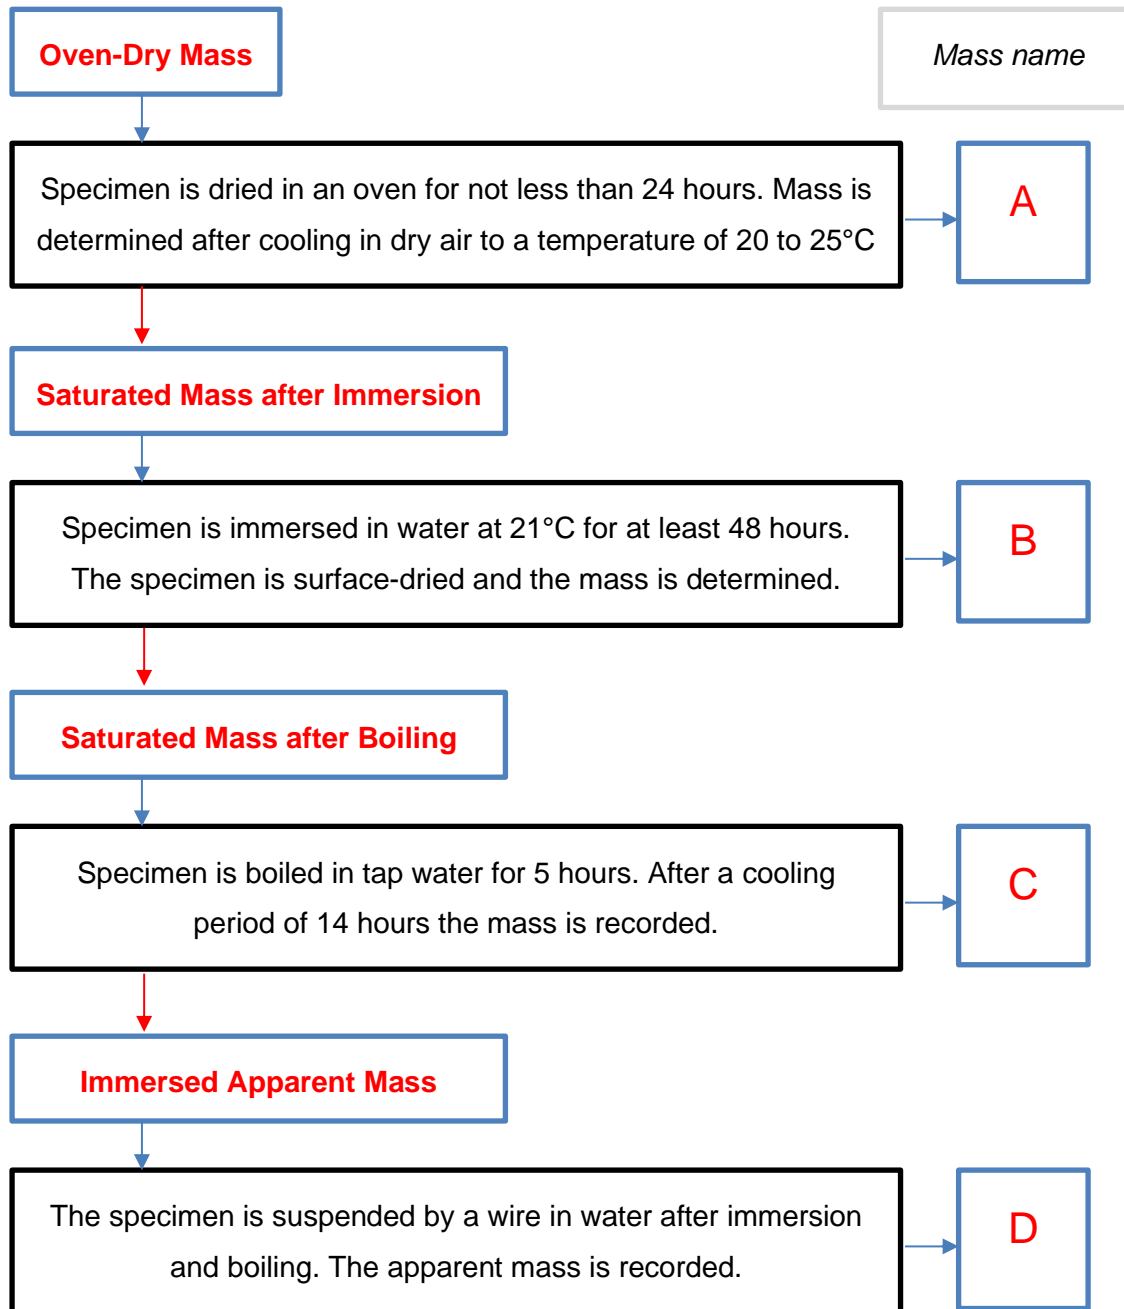 Oven-Dry Mass
Mass name
Specimen is dried in an oven for not less than 24 hours. Mass is
determined after cooling in dry air to a temperature of 20 to 25°C
A
Saturated Mass after Immersion
Specimen is immersed in water at 21°C for at least 48 hours.
The specimen is surface-dried and the mass is determined.
B
Saturated Mass after Boiling
Specimen is boiled in tap water for 5 hours. After a cooling
period of 14 hours the mass is recorded.
C
Immersed Apparent Mass
The specimen is suspended by a wire in water after immersion
and boiling. The apparent mass is recorded.
D